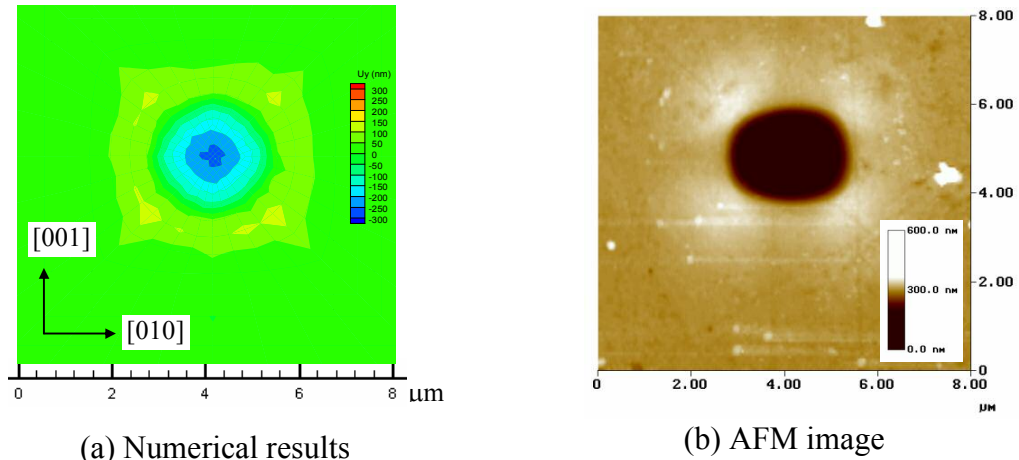 Uy (nm)
300
250
200
150
100
50
0
-50
-100
-150
-200
-250
-300
[001]
[010]
0 2 4 6 8 μm
(a) Numerical results
8.00
6.00
4.00
2.00
0
600.0 nM
300.0 nM
0.0 nM
0 2.00 4.00 6.00 8.00
μM
(b) AFM image